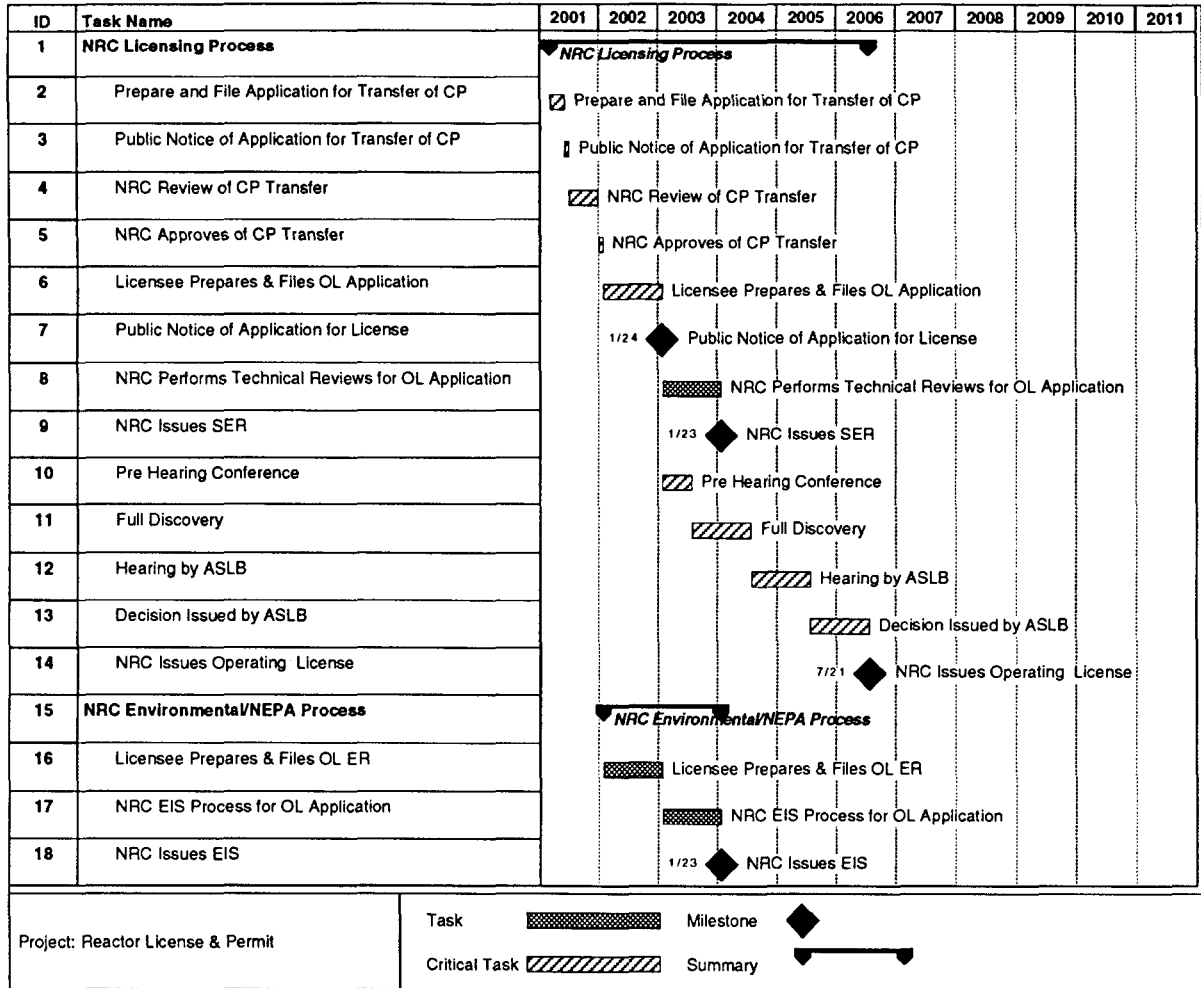 ID Task Name 2001 2002 2003 2004 2005 2006 2007 2008 2009 2010 2011
1 NRC Licensing Process NRC Licensing Process
2 Prepare and File Application for Transfer of CP Prepare and File Application for Transfer of CP
3 Public Notice of Application for Transfer of CP Public Notice of Application for Transfer of CP
4 NRC Review of CP Transfer NRC Review of CP Transfer
5 NRC Approves of CP Transfer NRC Approves of CP Transfer
6 Licensee Prepares & Files OL Application Licensee Prepares & Files OL Application
7 Public Notice of Application for License 1/24 Public Notice of Application for License
8 NRC Performs Technical Reviews for OL Application NRC Performs Technical Reviews for OL Application
9 NRC Issues SER 1/23 NRC Issues SER
10 Pre Hearing Conference Pre Hearing Conference
11 Full Discovery Full Discovery
12 Hearing by ASLB Hearing by ASLB
13 Decision Issued by ASLB Decision Issued by ASLB
14 NRC Issues Operating License 7/21 NRC Issues Operating License
15 NRC Environmental/NEPA Process NRC Environmental/NEPA Process
16 Licensee Prepares & Files OL ER Licensee Prepares & Files OL ER
17 NRC EIS Process for OL Application NRC EIS Process for OL Application
18 NRC Issues EIS 1/23 NRC Issues EIS
Project: Reactor License & Permit
Task Milestone
Critical Task Summary